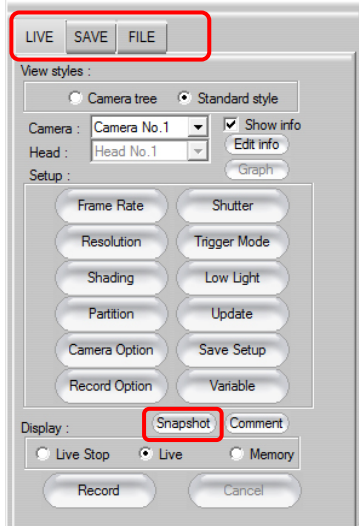 LIVE SAVE FILE
View styles :
Camera tree Standard style
Camera : Camera No.1 Show info
Head : Head No.1 Edit info
Setup : Graph
Frame Rate Shutter
Resolution Trigger Mode
Shading Low Light
Partition Update
Camera Option Save Setup
Record Option Variable
Display : Snapshot Comment
Live Stop Live Memory
Record Cancel